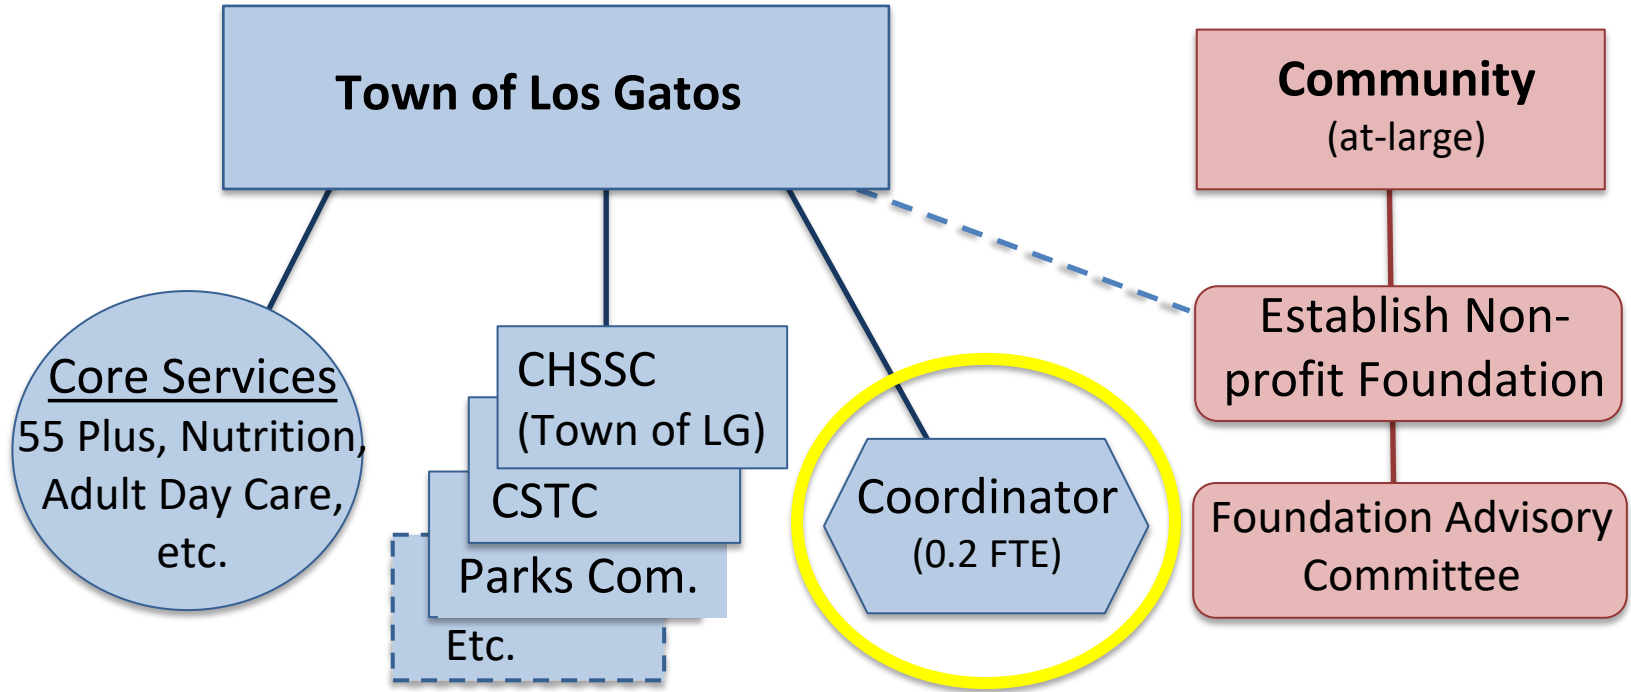 Town of Los Gatos
Community
(at-large)
Core Services
55 Plus, Nutrition,
Adult Day Care,
etc.
CHSSC
(Town of LG)
CSTC
Parks Com.
Etc.
Coordinator
(0.2 FTE)
Establish Non-
profit Foundation
Foundation Advisory
Committee